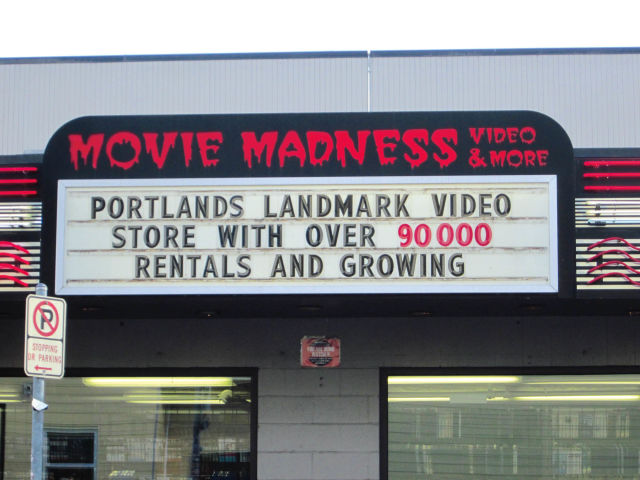 MOVIE MADNESS VIDEO & MORE
PORTLANDS LANDMARK VIDEO
STORE WITH OVER 90000
RENTALS AND GROWING
P
STOPPING
OR PARKING